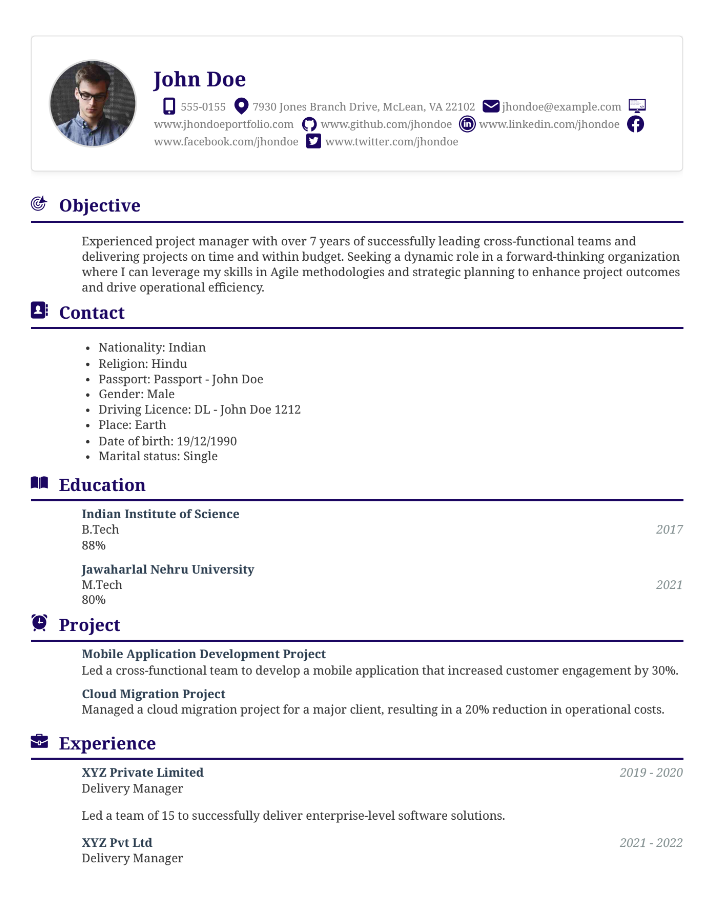 John Doe
555-0155 7930 Jones Branch Drive, McLean, VA 22102 jhondoe@example.com
www.jhondoeportfolio.com www.github.com/jhondoe www.linkedin.com/jhondoe
www.facebook.com/jhondoe www.twitter.com/jhondoe
Objective
Experienced project manager with over 7 years of successfully leading cross-functional teams and
delivering projects on time and within budget. Seeking a dynamic role in a forward-thinking organization
where I can leverage my skills in Agile methodologies and strategic planning to enhance project outcomes
and drive operational efficiency.
Contact
• Nationality: Indian
• Religion: Hindu
• Passport: Passport - John Doe
• Gender: Male
• Driving Licence: DL - John Doe 1212
• Place: Earth
• Date of birth: 19/12/1990
• Marital status: Single
Education
Indian Institute of Science
B.Tech 2017
88%
Jawaharlal Nehru University
M.Tech 2021
80%
Project
Mobile Application Development Project
Led a cross-functional team to develop a mobile application that increased customer engagement by 30%.
Cloud Migration Project
Managed a cloud migration project for a major client, resulting in a 20% reduction in operational costs.
Experience
XYZ Private Limited 2019 - 2020
Delivery Manager
Led a team of 15 to successfully deliver enterprise-level software solutions.
XYZ Pvt Ltd 2021 - 2022
Delivery Manager